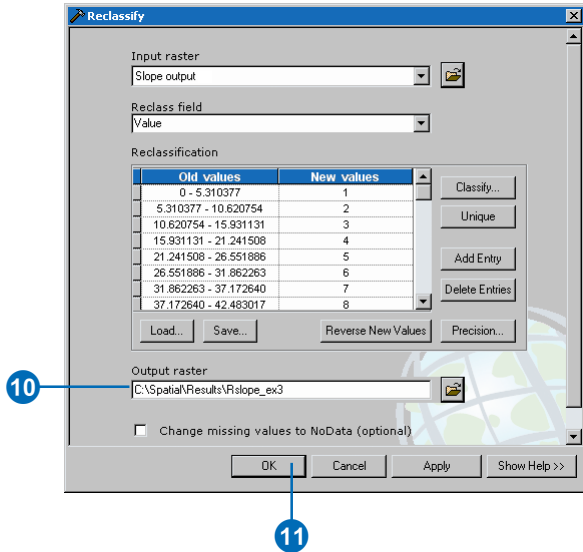 Reclassify
Input raster
Slope output
Reclass field
Value
Reclassification
Old values New values
0 - 5.310377 1
5.310377 - 10.620754 2
10.620754 - 15.931131 3
15.931131 - 21.241508 4
21.241508 - 26.551886 5
26.551886 - 31.862263 6
31.862263 - 37.172640 7
37.172640 - 42.483017 8
Classify...
Unique
Add Entry
Delete Entries
Load... Save... Reverse New Values Precision...
Output raster
10 C:\Spatial\Results\Rslope_ex3
Change missing values to NoData (optional)
OK Cancel Apply Show Help >>
11